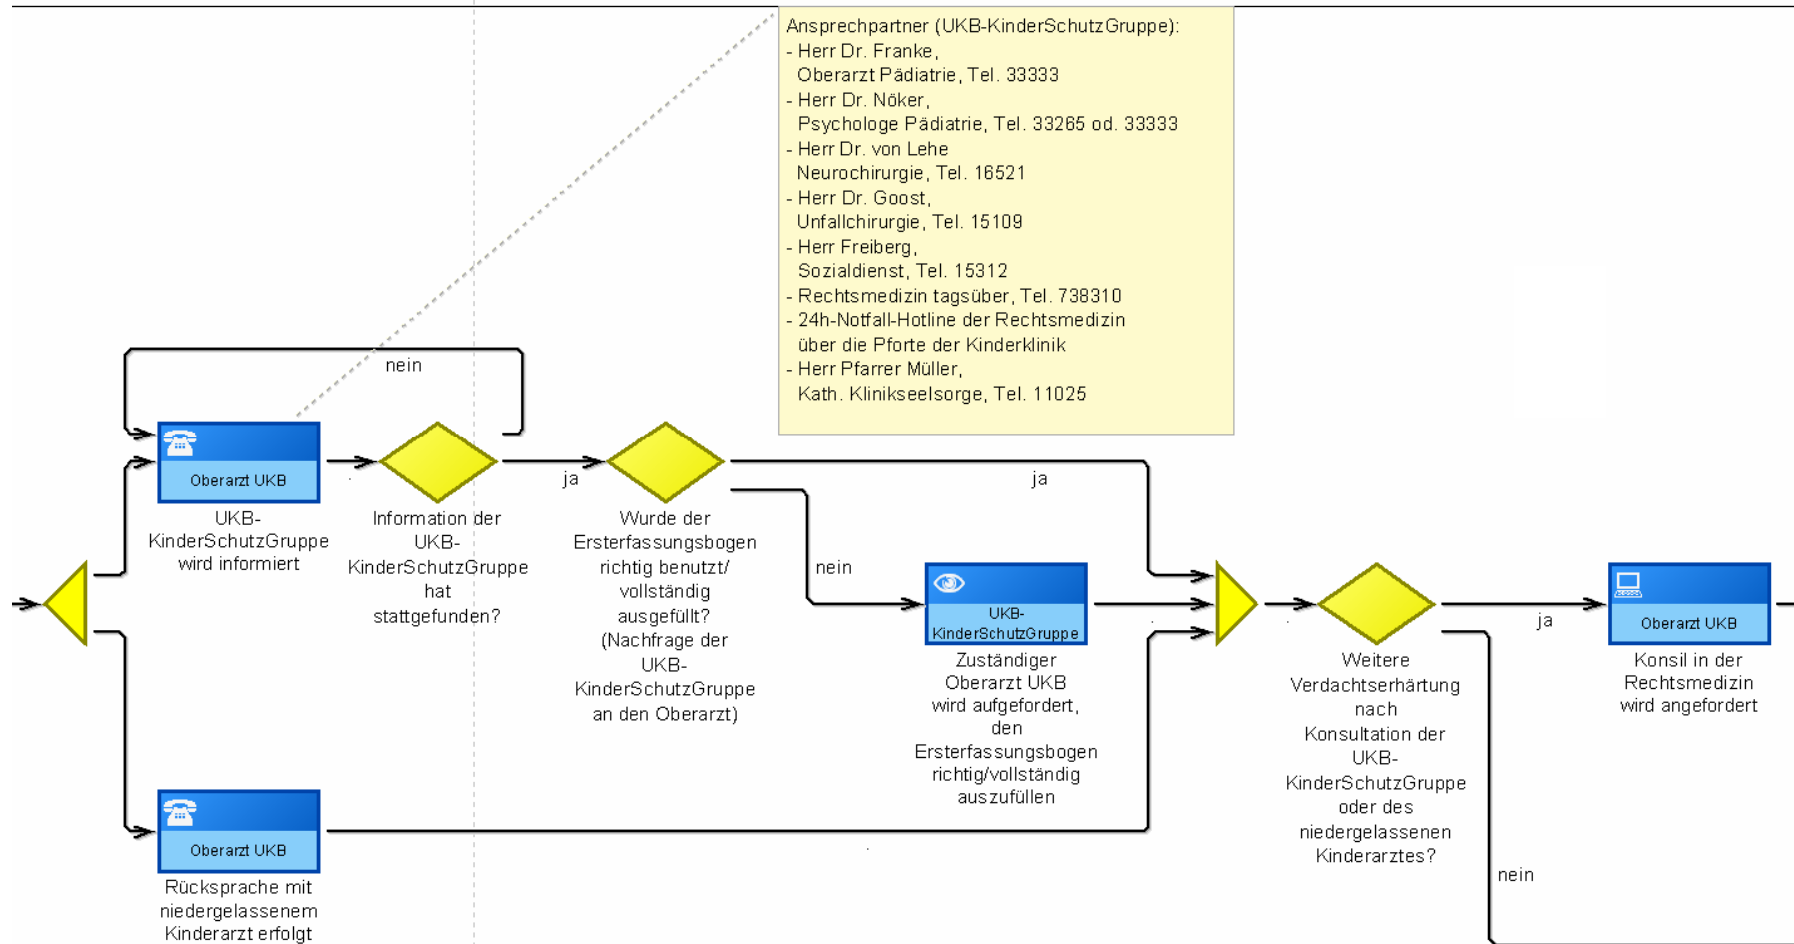 Ansprechpartner (UKB-KinderSchutzGruppe):
- Herr Dr. Franke,
Oberarzt Pädiatrie, Tel. 33333
- Herr Dr. Nöker,
Psychologe Pädiatrie, Tel. 33265 od. 33333
- Herr Dr. von Lehe
Neurochirurgie, Tel. 16521
- Herr Dr. Goost,
Unfallchirurgie, Tel. 15109
- Herr Freiberg,
Sozialdienst, Tel. 15312
- Rechtsmedizin tagsüber, Tel. 738310
- 24h-Notfall-Hotline der Rechtsmedizin
über die Pforte der Kinderklinik
- Herr Pfarrer Müller,
Kath. Klinikseelsorge, Tel. 11025
nein
Oberarzt UKB
UKB-
KinderSchutzGruppe
wird informiert
Information der
UKB-
KinderSchutzGruppe
hat
stattgefunden?
ja
Wurde der
Ersterfassungsbogen
richtig benutzt/
vollständig
ausgefüllt?
(Nachfrage der
UKB-
KinderSchutzGruppe
an den Oberarzt)
ja
nein
UKB-
KinderSchutzGruppe
Zuständiger
Oberarzt UKB
wird aufgefordert,
den
Ersterfassungsbogen
richtig/vollständig
auszufüllen
Weitere
Verdachtserhärtung
nach
Konsultation der
UKB-
KinderSchutzGruppe
oder des
niedergelassenen
Kinderarztes?
ja
nein
Oberarzt UKB
Konsil in der
Rechtsmedizin
wird angefordert
Oberarzt UKB
Rücksprache mit
niedergelassenem
Kinderarzt erfolgt